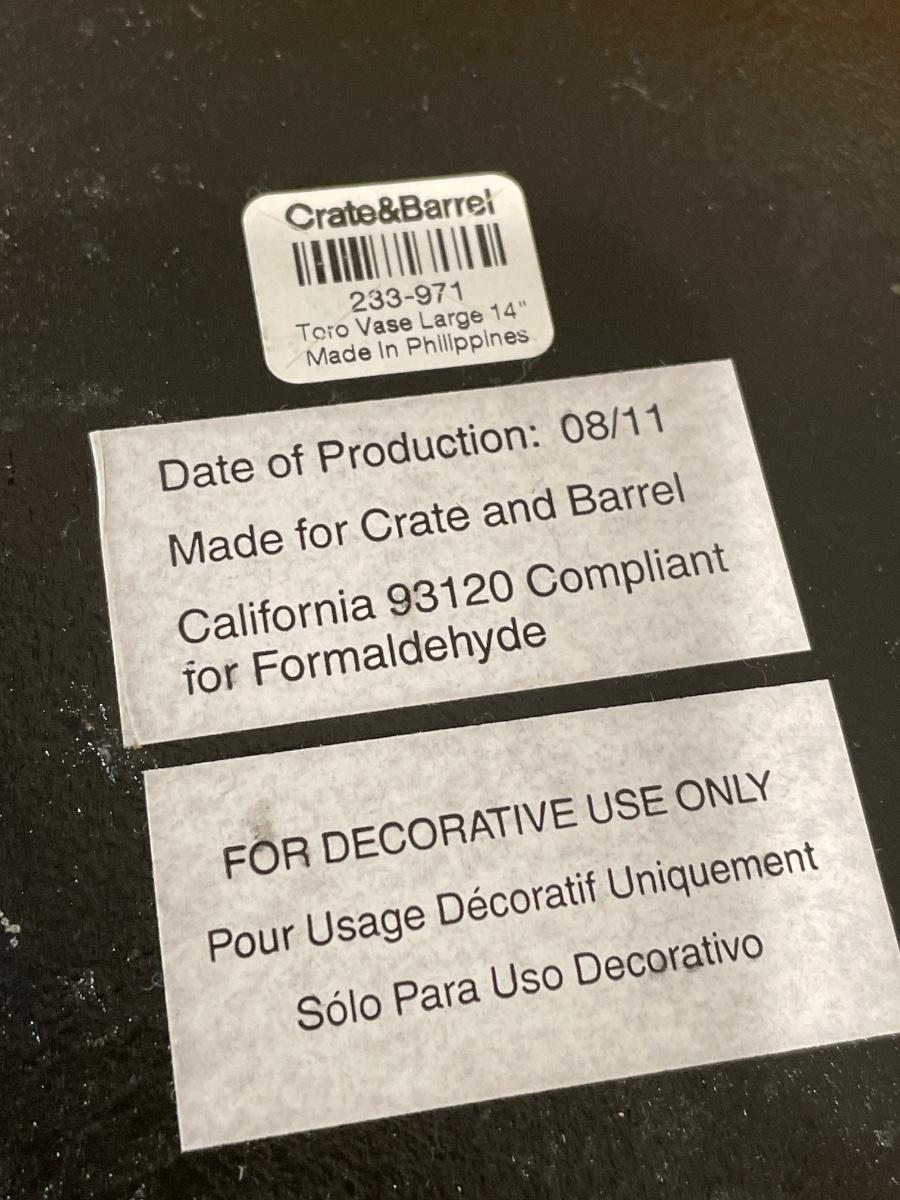 Crate&Barrel
233-971
Toro Vase Large 14"
Made In Philippines
Date of Production: 08/11
Made for Crate and Barrel
California 93120 Compliant
for Formaldehyde
FOR DECORATIVE USE ONLY
Pour Usage Décoratif Uniquement
Sólo Para Uso Decorativo